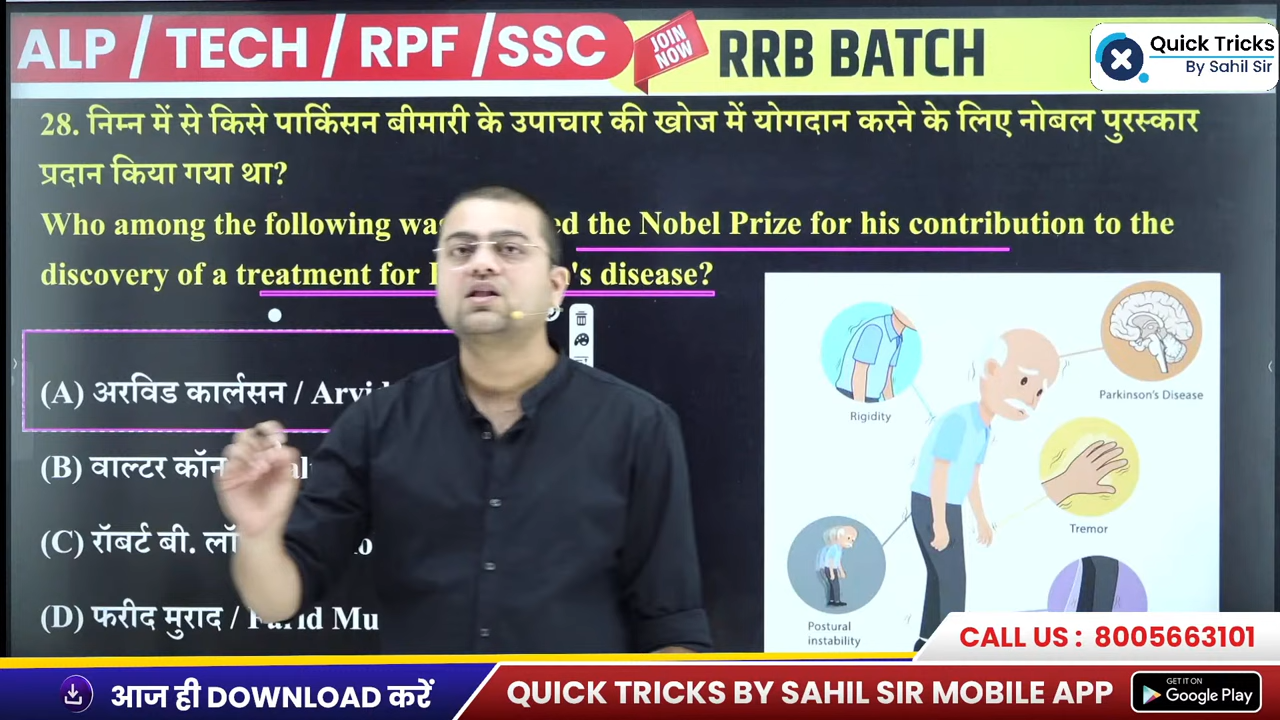 ALP / TECH / RPF / SSC
JOIN NOW
RRB BATCH
Quick Tricks
By Sahil Sir
28. निम्न में से किसे पार्किसन बीमारी के उपाचार की खोज में योगदान करने के लिए नोबल पुरस्कार
प्रदान किया गया था?
Who among the following was ed the Nobel Prize for his contribution to the
discovery of a treatment for 's disease?
(A) अरविड कार्लसन / Arvid
(B) वाल्टर कॉन
(C) रॉबर्ट बी.
(D) फरीद मुराद / Farid Mu
Rigidity
Parkinson's Disease
Tremor
Postural
instability
CALL US : 8005663101
आज ही DOWNLOAD करें
QUICK TRICKS BY SAHIL SIR MOBILE APP
GET IT ON
Google Play